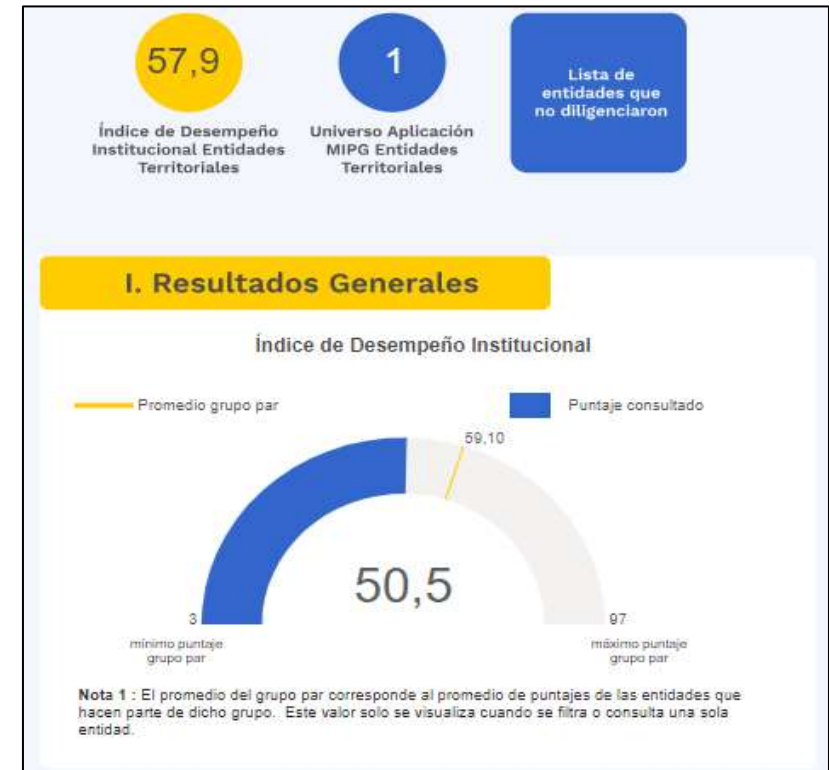 57,9
Índice de Desempeño
Institucional Entidades
Territoriales
1
Universo Aplicación
MIPG Entidades
Territoriales
Lista de
entidades que
no diligenciaron
I. Resultados Generales
Índice de Desempeño Institucional
Promedio grupo par
Puntaje consultado
59,10
50,5
3
mínimo puntaje
grupo par
97
máximo puntaje
grupo par
Nota 1 : El promedio del grupo par corresponde al promedio de puntajes de las entidades que
hacen parte de dicho grupo. Este valor solo se visualiza cuando se filtra o consulta una sola
entidad.